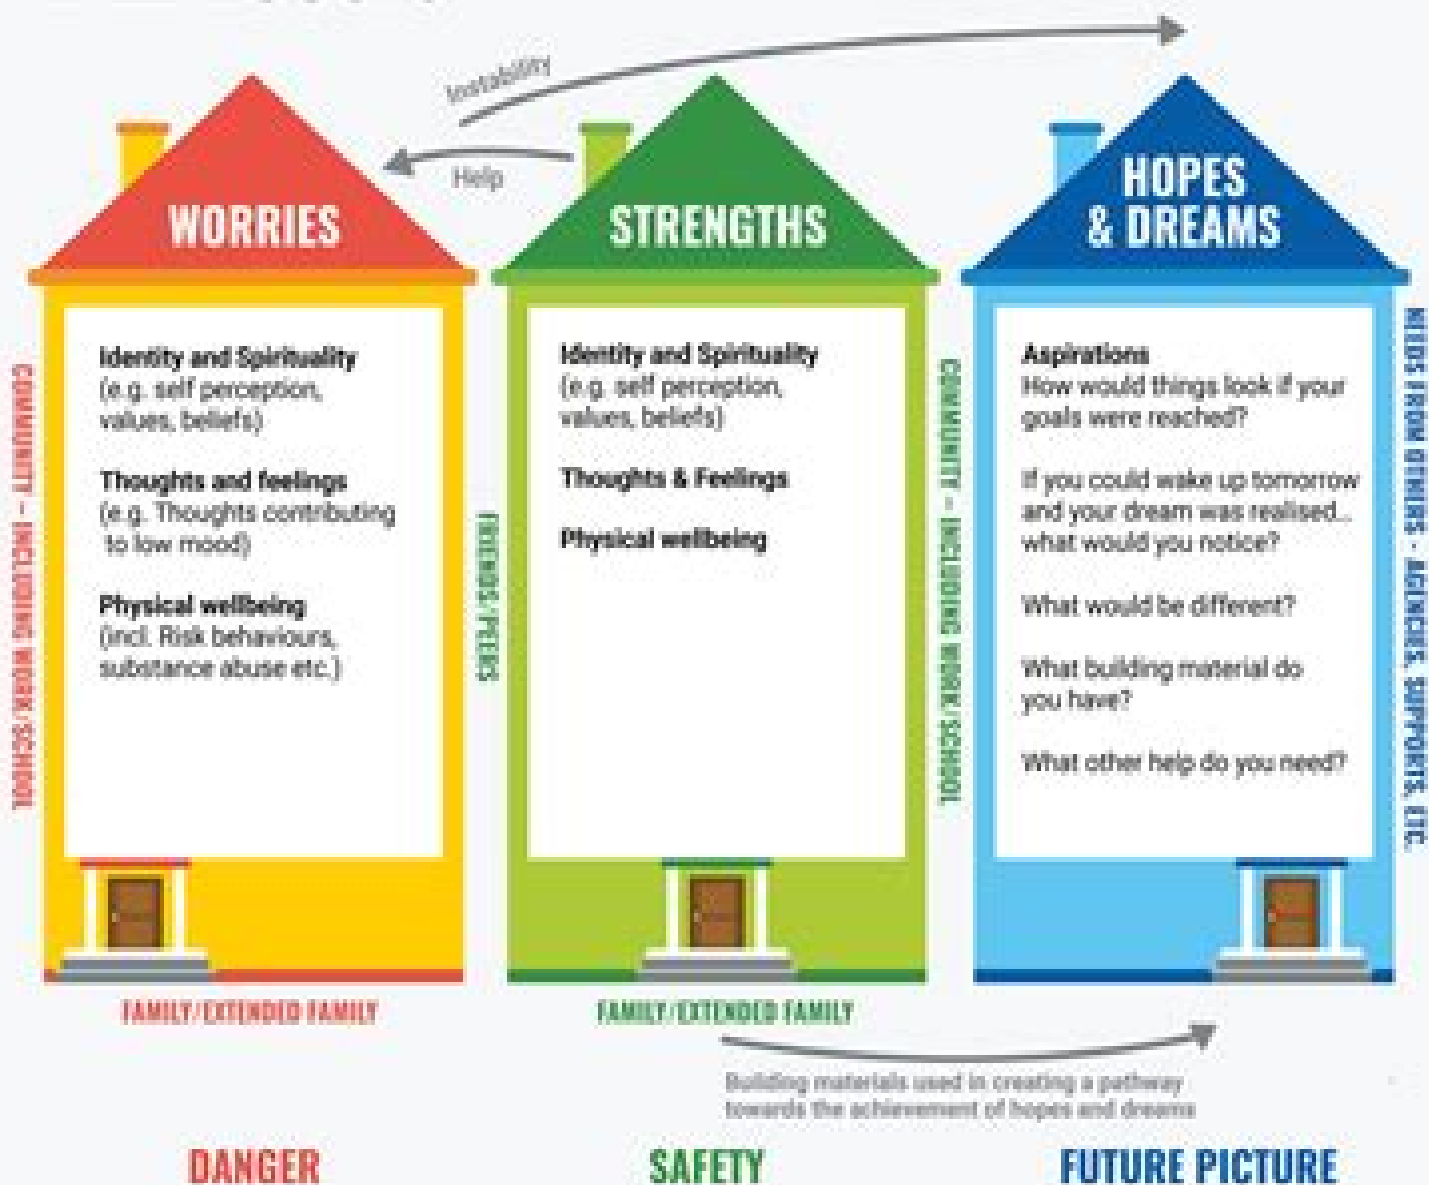 Instability
Help
WORRIES
STRENGTHS
HOPES
& DREAMS
COMMUNITY - INCLUDING WORK/SCHOOL
Identity and Spirituality
(e.g. self perception,
values, beliefs)
Thoughts and feelings
(e.g. Thoughts contributing
to low mood)
Physical wellbeing
(incl. Risk behaviours,
substance abuse etc.)
FAMILY/EXTENDED FAMILY
FRIENDS/PEERS
Identity and Spirituality
(e.g. self perception,
values, beliefs)
Thoughts & Feelings
Physical wellbeing
FAMILY/EXTENDED FAMILY
COMMUNITY - INCLUDING WORK/SCHOOL
Aspirations
How would things look if your
goals were reached?
If you could wake up tomorrow
and your dream was realised...
what would you notice?
What would be different?
What building material do
you have?
What other help do you need?
NEEDS FROM OTHERS - AGENCIES, SUPPORTS, ETC.
Building materials used in creating a pathway
towards the achievement of hopes and dreams
DANGER
SAFETY
FUTURE PICTURE